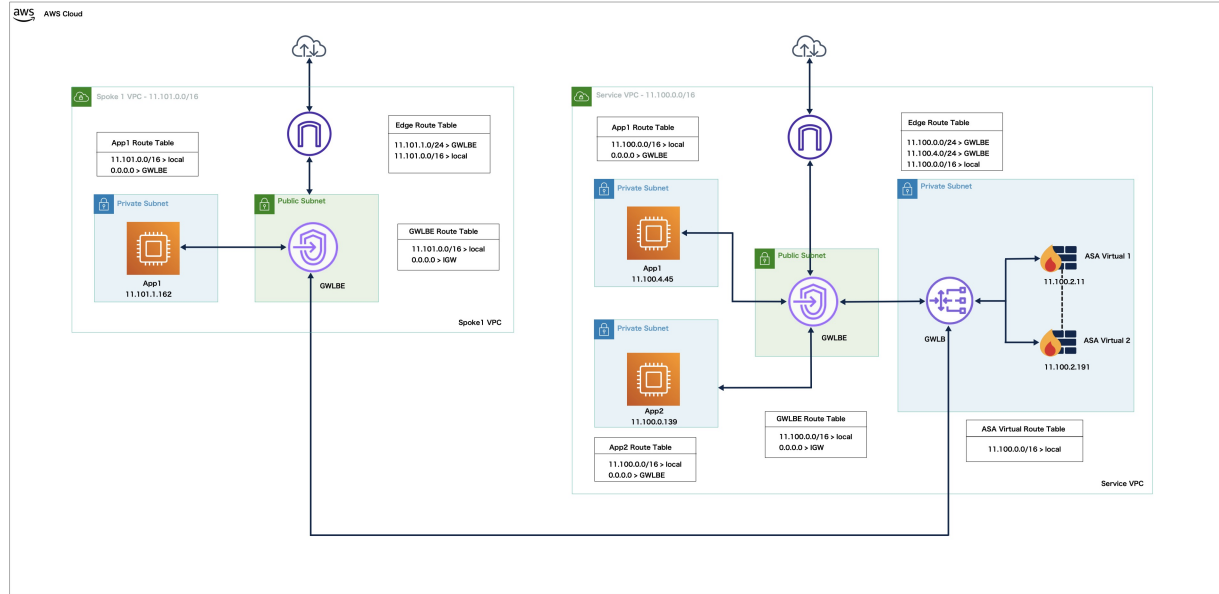 aws
AWS Cloud
Spoke 1 VPC - 11.101.0.0/16
App1 Route Table
11.101.0.0/16 > local
0.0.0.0 > GWLBE
Edge Route Table
11.101.1.0/24 > GWLBE
11.101.0.0/16 > local
Private Subnet
App1
11.101.1.162
Public Subnet
GWLBE
GWLBE Route Table
11.101.0.0/16 > local
0.0.0.0 > IGW
Spoke1 VPC
Service VPC - 11.100.0.0/16
App1 Route Table
11.100.0.0/16 > local
0.0.0.0 > GWLBE
Edge Route Table
11.100.0.0/24 > GWLBE
11.100.4.0/24 > GWLBE
11.100.0.0/16 > local
Private Subnet
App1
11.100.4.45
Public Subnet
GWLBE
Private Subnet
GWLB
ASA Virtual 1
11.100.2.11
ASA Virtual 2
11.100.2.191
Private Subnet
App2
11.100.0.139
App2 Route Table
11.100.0.0/16 > local
0.0.0.0 > GWLBE
GWLBE Route Table
11.100.0.0/16 > local
0.0.0.0 > IGW
ASA Virtual Route Table
11.100.0.0/16 > local
Service VPC